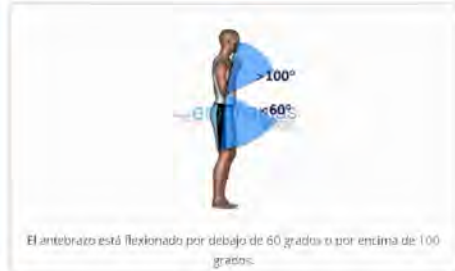 >100°
<60°
El antebrazo está flexionado por debajo de 60 grados o por encima de 100
grados.